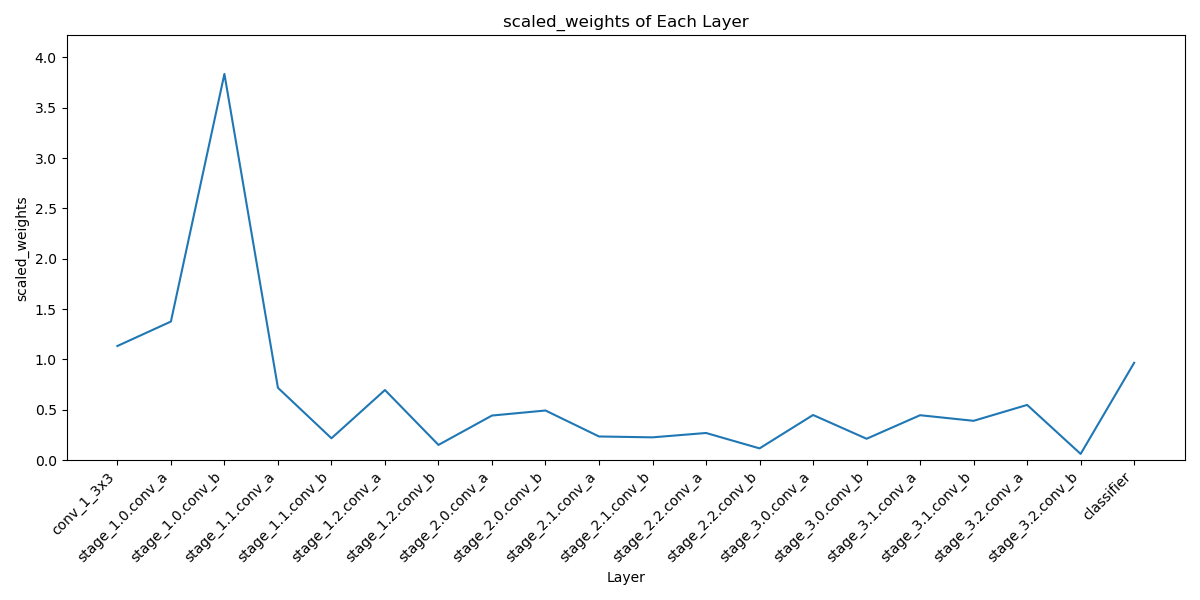 scaled_weights of Each Layer
scaled_weights
4.0
3.5
3.0
2.5
2.0
1.5
1.0
0.5
0.0
conv_1_3x3
stage_1.0.conv_a
stage_1.0.conv_b
stage_1.1.conv_a
stage_1.1.conv_b
stage_1.2.conv_a
stage_1.2.conv_b
stage_2.0.conv_a
stage_2.0.conv_b
stage_2.1.conv_a
stage_2.1.conv_b
stage_2.2.conv_a
stage_2.2.conv_b
stage_3.0.conv_a
stage_3.0.conv_b
stage_3.1.conv_a
stage_3.1.conv_b
stage_3.2.conv_a
stage_3.2.conv_b
classifier
Layer